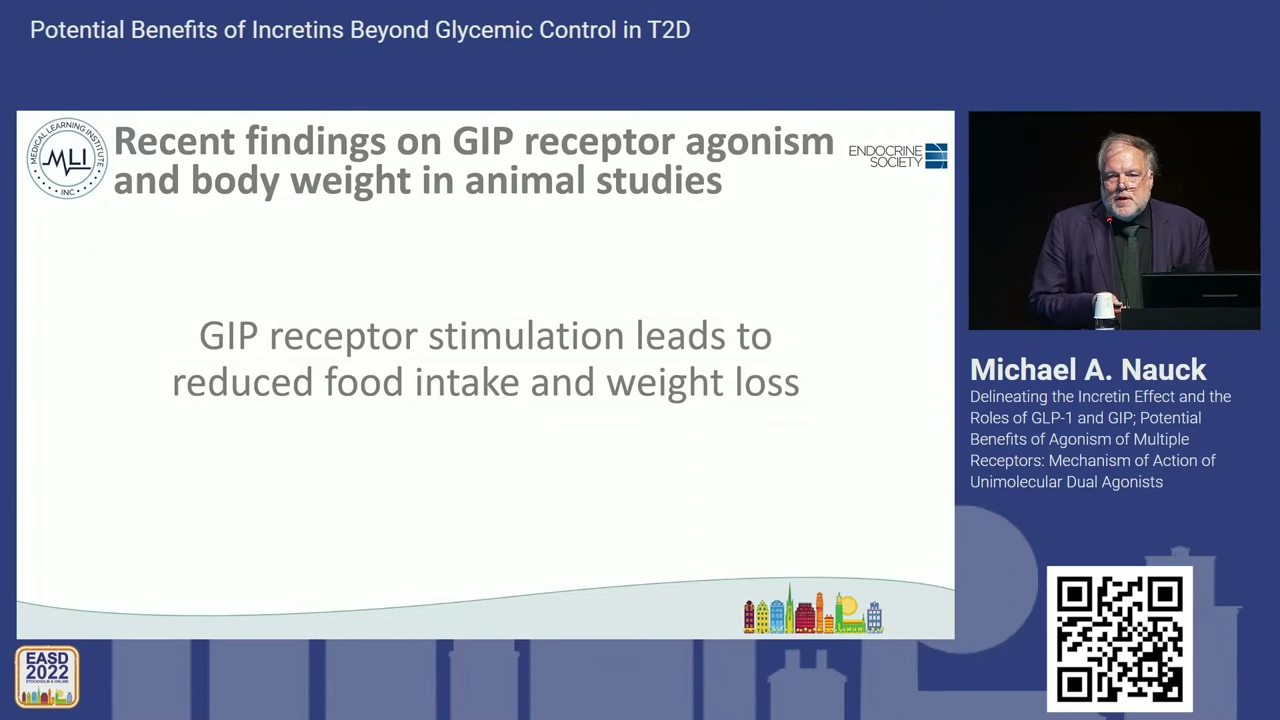 Potential Benefits of Incretins Beyond Glycemic Control in T2D
MEDICAL LEARNING INSTITUTE
MLI
INC
Recent findings on GIP receptor agonism
and body weight in animal studies
ENDOCRINE
SOCIETY
GIP receptor stimulation leads to
reduced food intake and weight loss
Michael A. Nauck
Delineating the Incretin Effect and the
Roles of GLP-1 and GIP; Potential
Benefits of Agonism of Multiple
Receptors: Mechanism of Action of
Unimolecular Dual Agonists
EASD
2022
STOCKHOLM & ONLINE